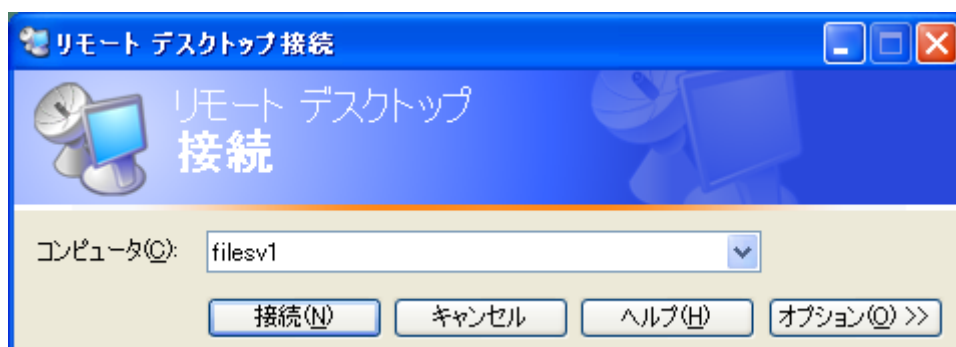 リモート デスクトップ接続
リモート デスクトップ
接続
コンピュータ(C):
filesv1
接続(N)
キャンセル
ヘルプ(H)
オプション(O) >>